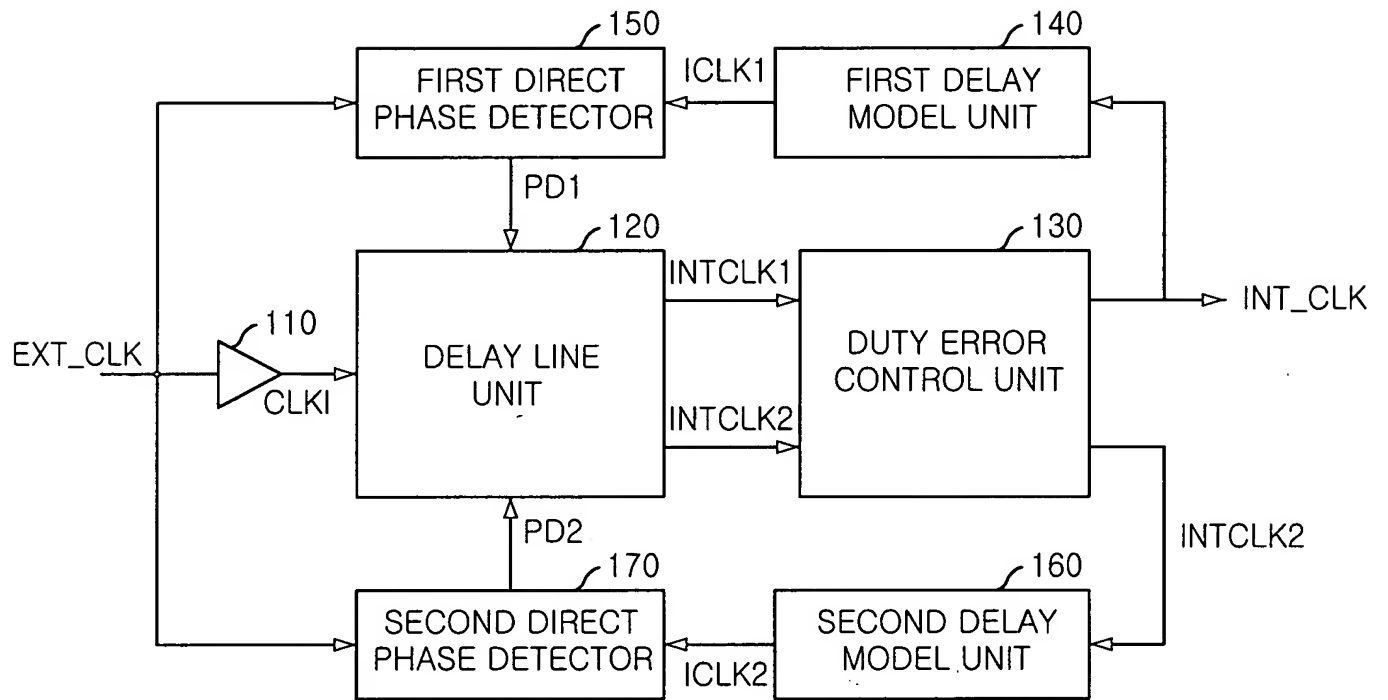 150
140
FIRST DIRECT
PHASE DETECTOR
ICLK1
FIRST DELAY
MODEL UNIT
PD1
120
130
INTCLK1
INT_CLK
110
EXT_CLK
CLKI
DELAY LINE
UNIT
DUTY ERROR
CONTROL UNIT
INTCLK2
PD2
INTCLK2
170
160
SECOND DIRECT
PHASE DETECTOR
ICLK2
SECOND DELAY
MODEL UNIT